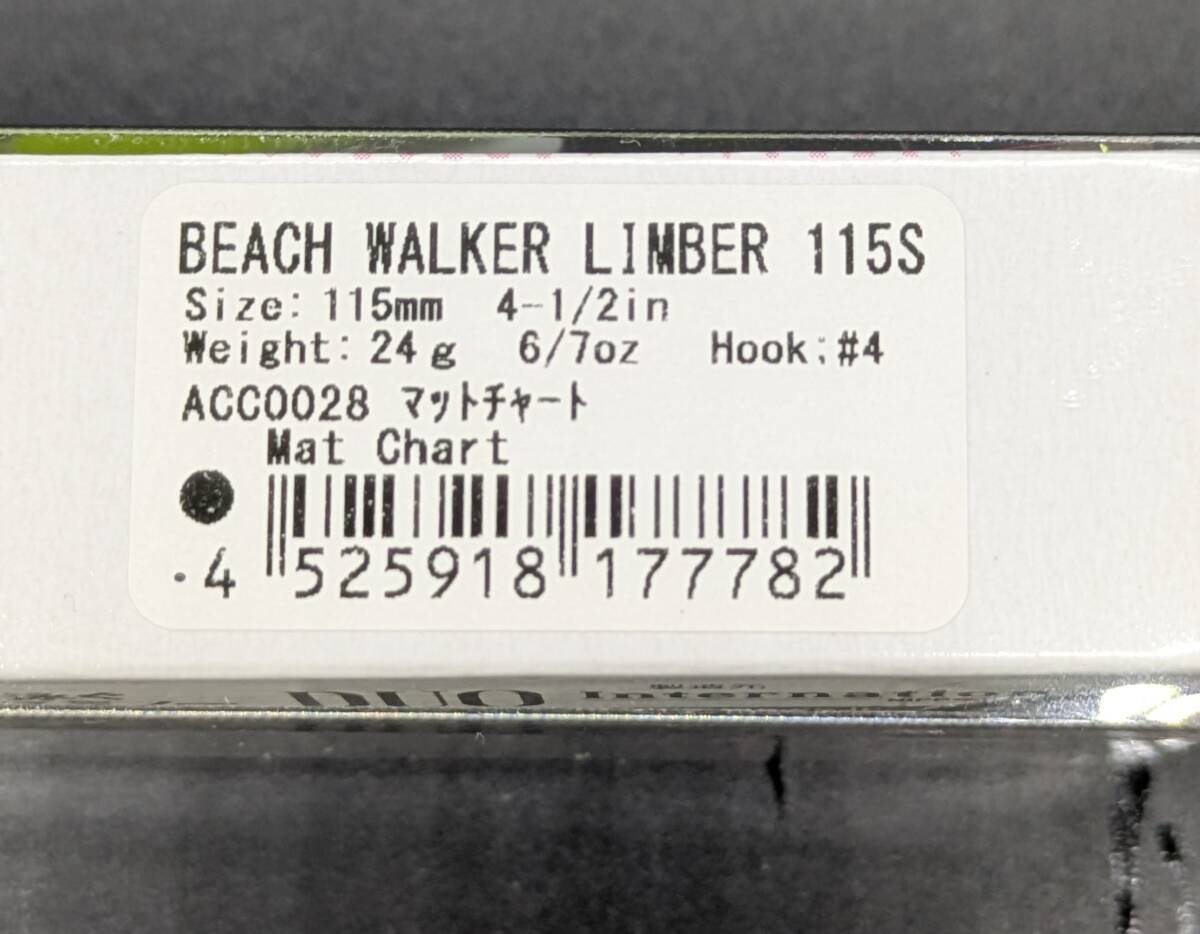 BEACH WALKER LIMBER 115S
Size: 115mm 4-1/2in
Weight: 24g 6/7oz Hook:#4
ACC0028 マットチャート
Mat Chart
4 525918 177782
DUO